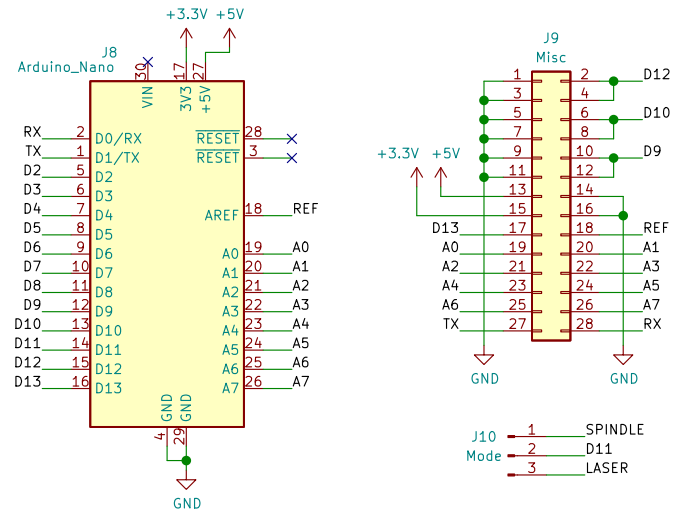 +3.3V +5V
J8
Arduino_Nano
30 17 27
VIN 3V3 +5V
RX 2 D0/RX RESET 28
TX 1 D1/TX RESET 3
D2 5 D2
D3 6 D3
D4 7 D4 AREF 18 REF
D5 8 D5
D6 9 D6 A0 19 A0
D7 10 D7 A1 20 A1
D8 11 D8 A2 21 A2
D9 12 D9 A3 22 A3
D10 13 D10 A4 23 A4
D11 14 D11 A5 24 A5
D12 15 D12 A6 25 A6
D13 16 D13 A7 26 A7
GND GND
4 29
GND
J9
Misc
1 2 D12
3 4
5 6 D10
7 8
9 10 D9
+3.3V +5V
11 12
13 14
15 16
D13 17 18 REF
A0 19 20 A1
A2 21 22 A3
A4 23 24 A5
A6 25 26 A7
TX 27 28 RX
GND GND
J10
Mode
1 SPINDLE
2 D11
3 LASER